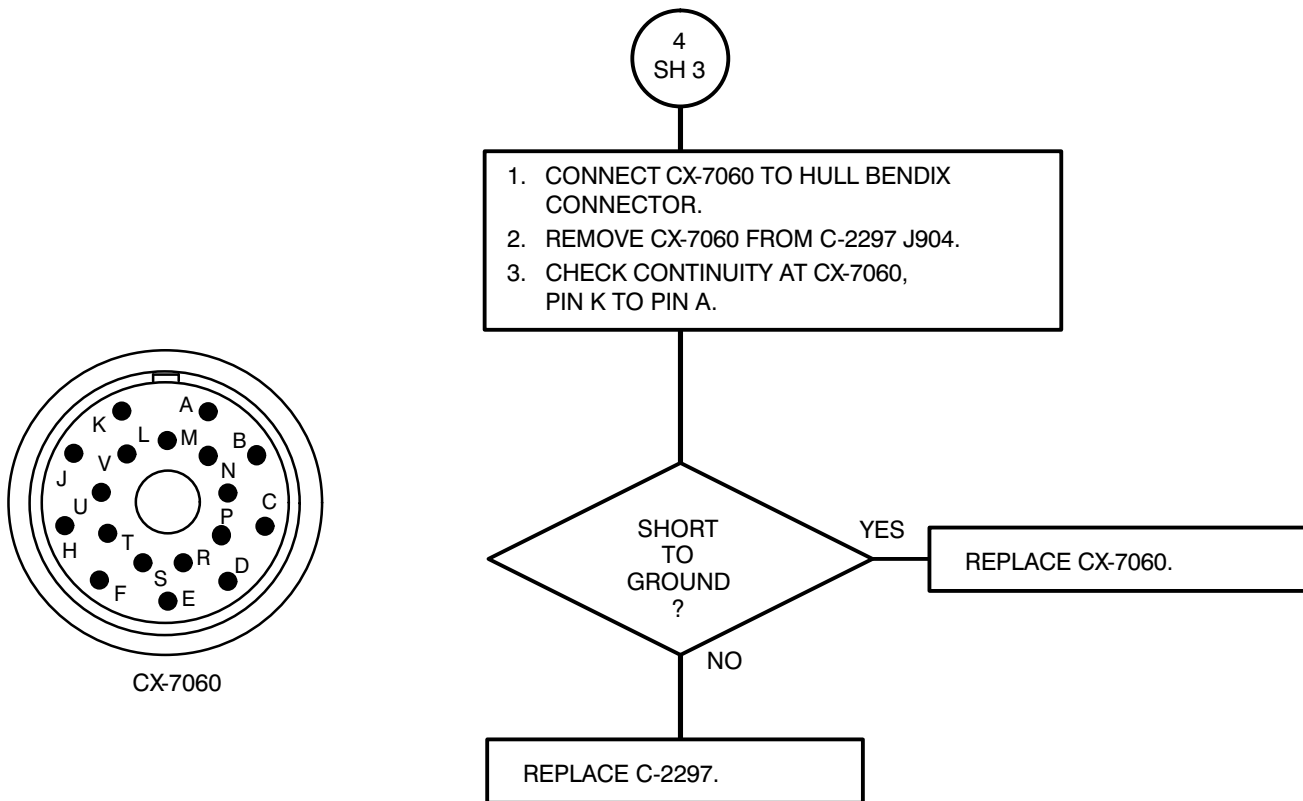 4
SH 3
1. CONNECT CX-7060 TO HULL BENDIX
CONNECTOR.
2. REMOVE CX-7060 FROM C-2297 J904.
3. CHECK CONTINUITY AT CX-7060,
PIN K TO PIN A.
K
A
L
M
B
J
V
N
U
C
P
H
T
R
D
F
S
E
CX-7060
SHORT
TO
GROUND
?
YES
REPLACE CX-7060.
NO
REPLACE C-2297.